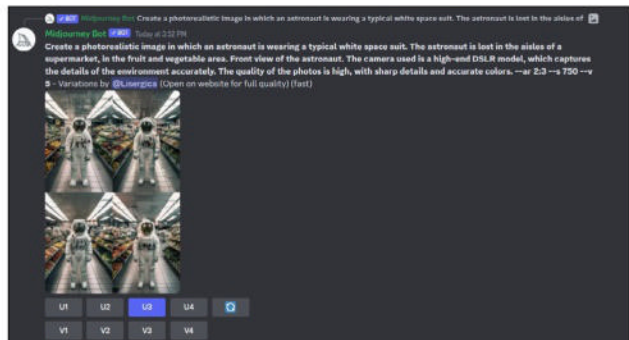 BOT Midjourney Bot Create a photorealistic image in which an astronaut is wearing a typical white space suit. The astronaut is lost in the aisles of
Midjourney Bot BOT Today at 3:12 PM
Create a photorealistic image in which an astronaut is wearing a typical white space suit. The astronaut is lost in the aisles of a
supermarket, in the fruit and vegetable area. Front view of the astronaut. The camera used is a high-end DSLR model, which captures
the details of the environment accurately. The quality of the photos is high, with sharp details and accurate colors. --ar 2:3 --s 750 --v
5 - Variations by @Lisergica (Open on website for full quality) (fast)
U1 U2 U3 U4
V1 V2 V3 V4